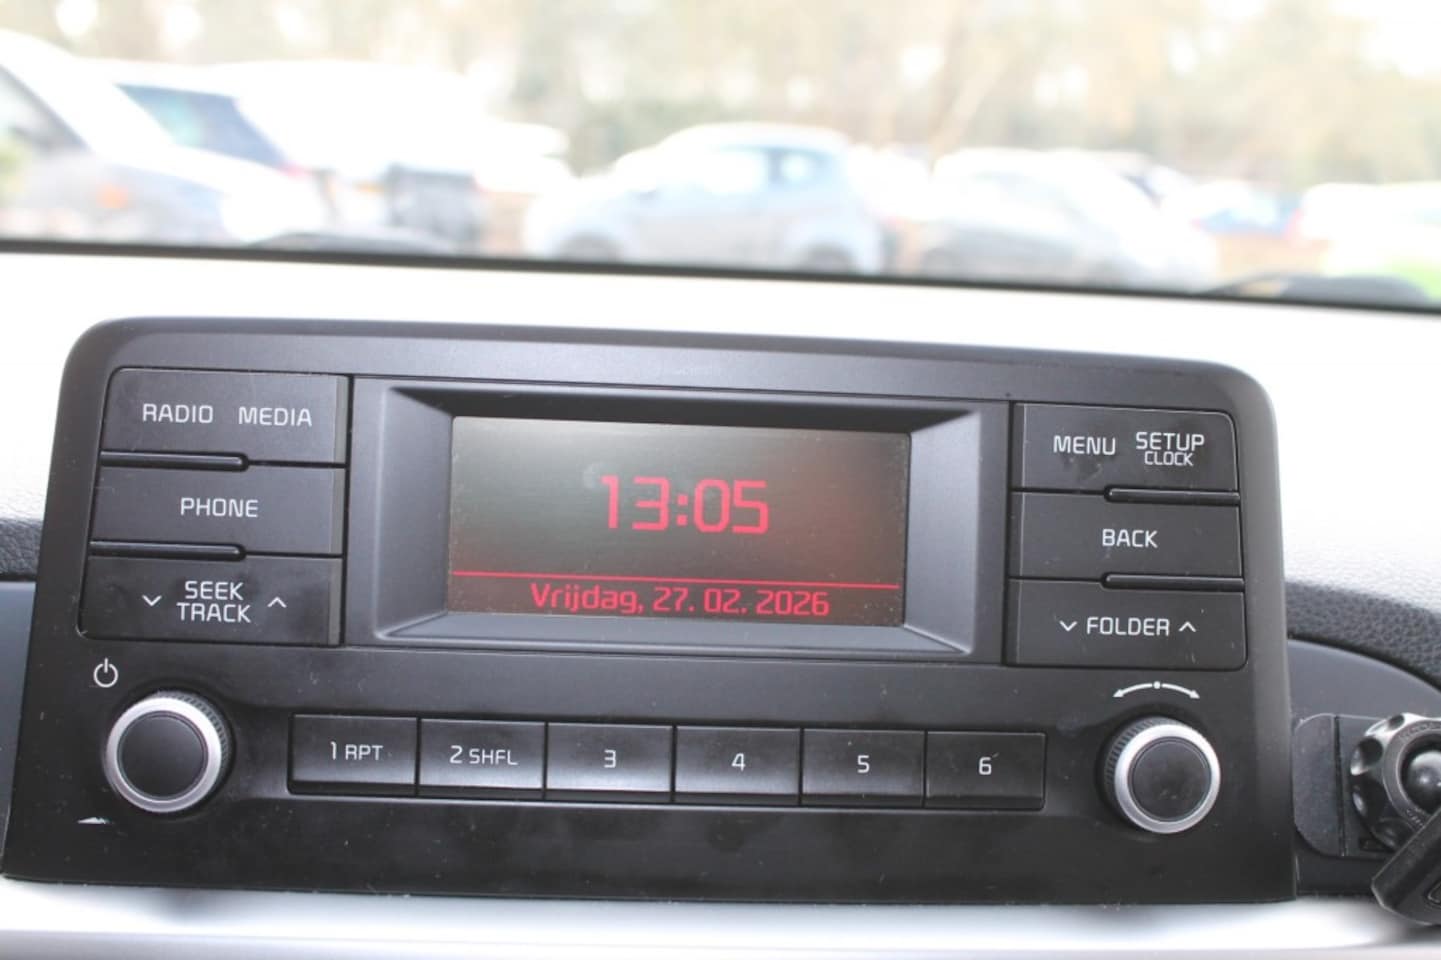 RADIO MEDIA
PHONE
SEEK
TRACK
13:05
Vrijdag, 27. 02. 2026
MENU SETUP
CLOCK
BACK
FOLDER
1 RPT 2 SHFL 3 4 5 6